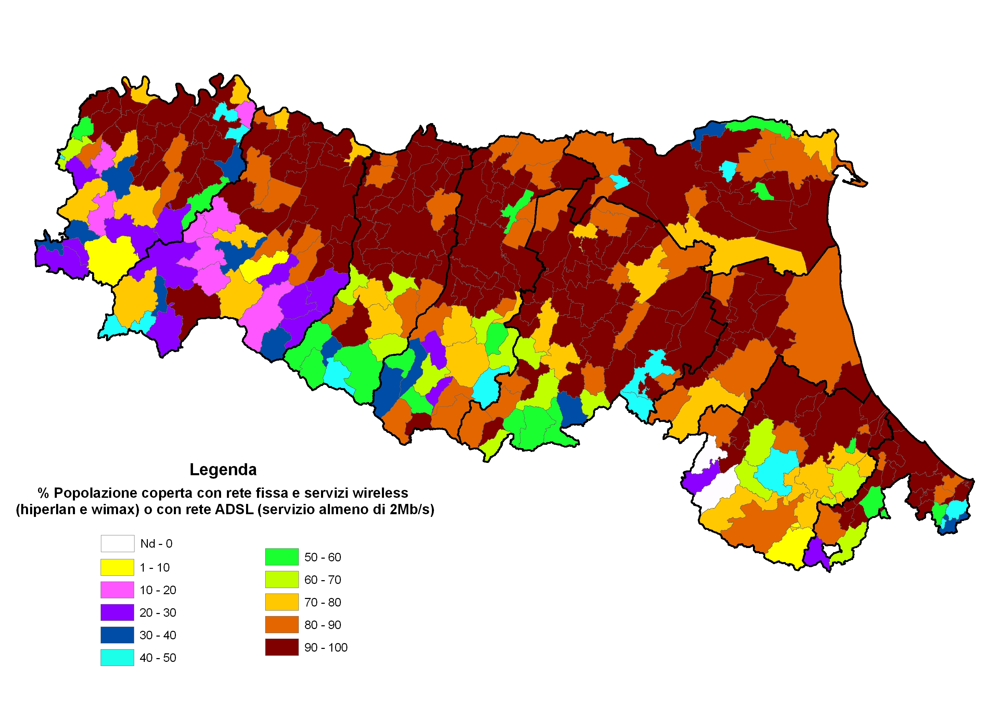 Legenda
% Popolazione coperta con rete fissa e servizi wireless
(hiperlan e wimax) o con rete ADSL (servizio almeno di 2Mb/s)
Nd - 0
1 - 10
10 - 20
20 - 30
30 - 40
40 - 50
50 - 60
60 - 70
70 - 80
80 - 90
90 - 100